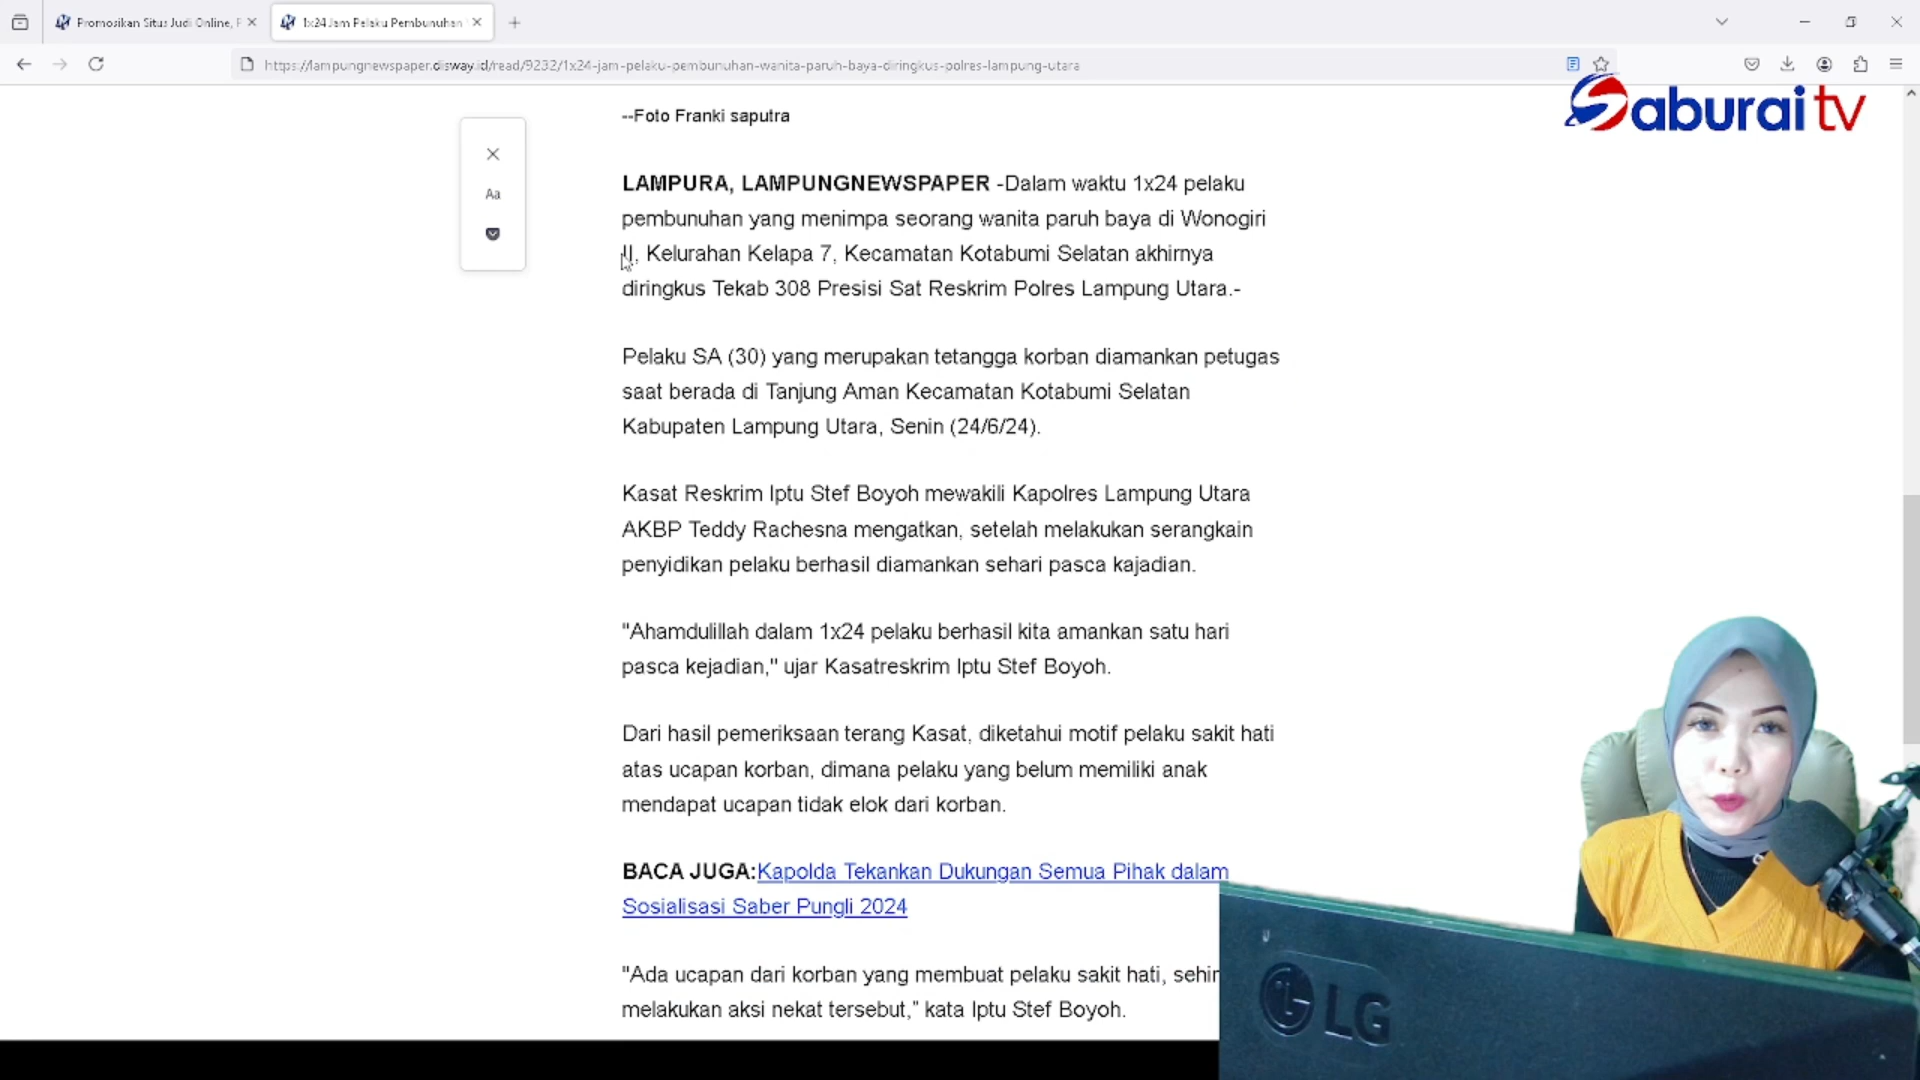 Promosikan Situs Judi Online, P
1x24 Jam Pelaku Pembunuhan
https://lampungnewspaper.disway.id/read/9232/1x24-jam-pelaku-pembunuhan-wanita-paruh-baya-diringkus-polres-lampung-utara
Saburai tv
--Foto Franki saputra
Aa
LAMPURA, LAMPUNGNEWSPAPER -Dalam waktu 1x24 pelaku
pembunuhan yang menimpa seorang wanita paruh baya di Wonogiri
II, Kelurahan Kelapa 7, Kecamatan Kotabumi Selatan akhirnya
diringkus Tekab 308 Presisi Sat Reskrim Polres Lampung Utara.-
Pelaku SA (30) yang merupakan tetangga korban diamankan petugas
saat berada di Tanjung Aman Kecamatan Kotabumi Selatan
Kabupaten Lampung Utara, Senin (24/6/24).
Kasat Reskrim Iptu Stef Boyoh mewakili Kapolres Lampung Utara
AKBP Teddy Rachesna mengatkan, setelah melakukan serangkain
penyidikan pelaku berhasil diamankan sehari pasca kajadian.
"Ahamdulillah dalam 1x24 pelaku berhasil kita amankan satu hari
pasca kejadian," ujar Kasatreskrim Iptu Stef Boyoh.
Dari hasil pemeriksaan terang Kasat, diketahui motif pelaku sakit hati
atas ucapan korban, dimana pelaku yang belum memiliki anak
mendapat ucapan tidak elok dari korban.
BACA JUGA:Kapolda Tekankan Dukungan Semua Pihak dalam
Sosialisasi Saber Pungli 2024
"Ada ucapan dari korban yang membuat pelaku sakit hati,
melakukan aksi nekat tersebut," kata Iptu Stef Boyoh.
LG